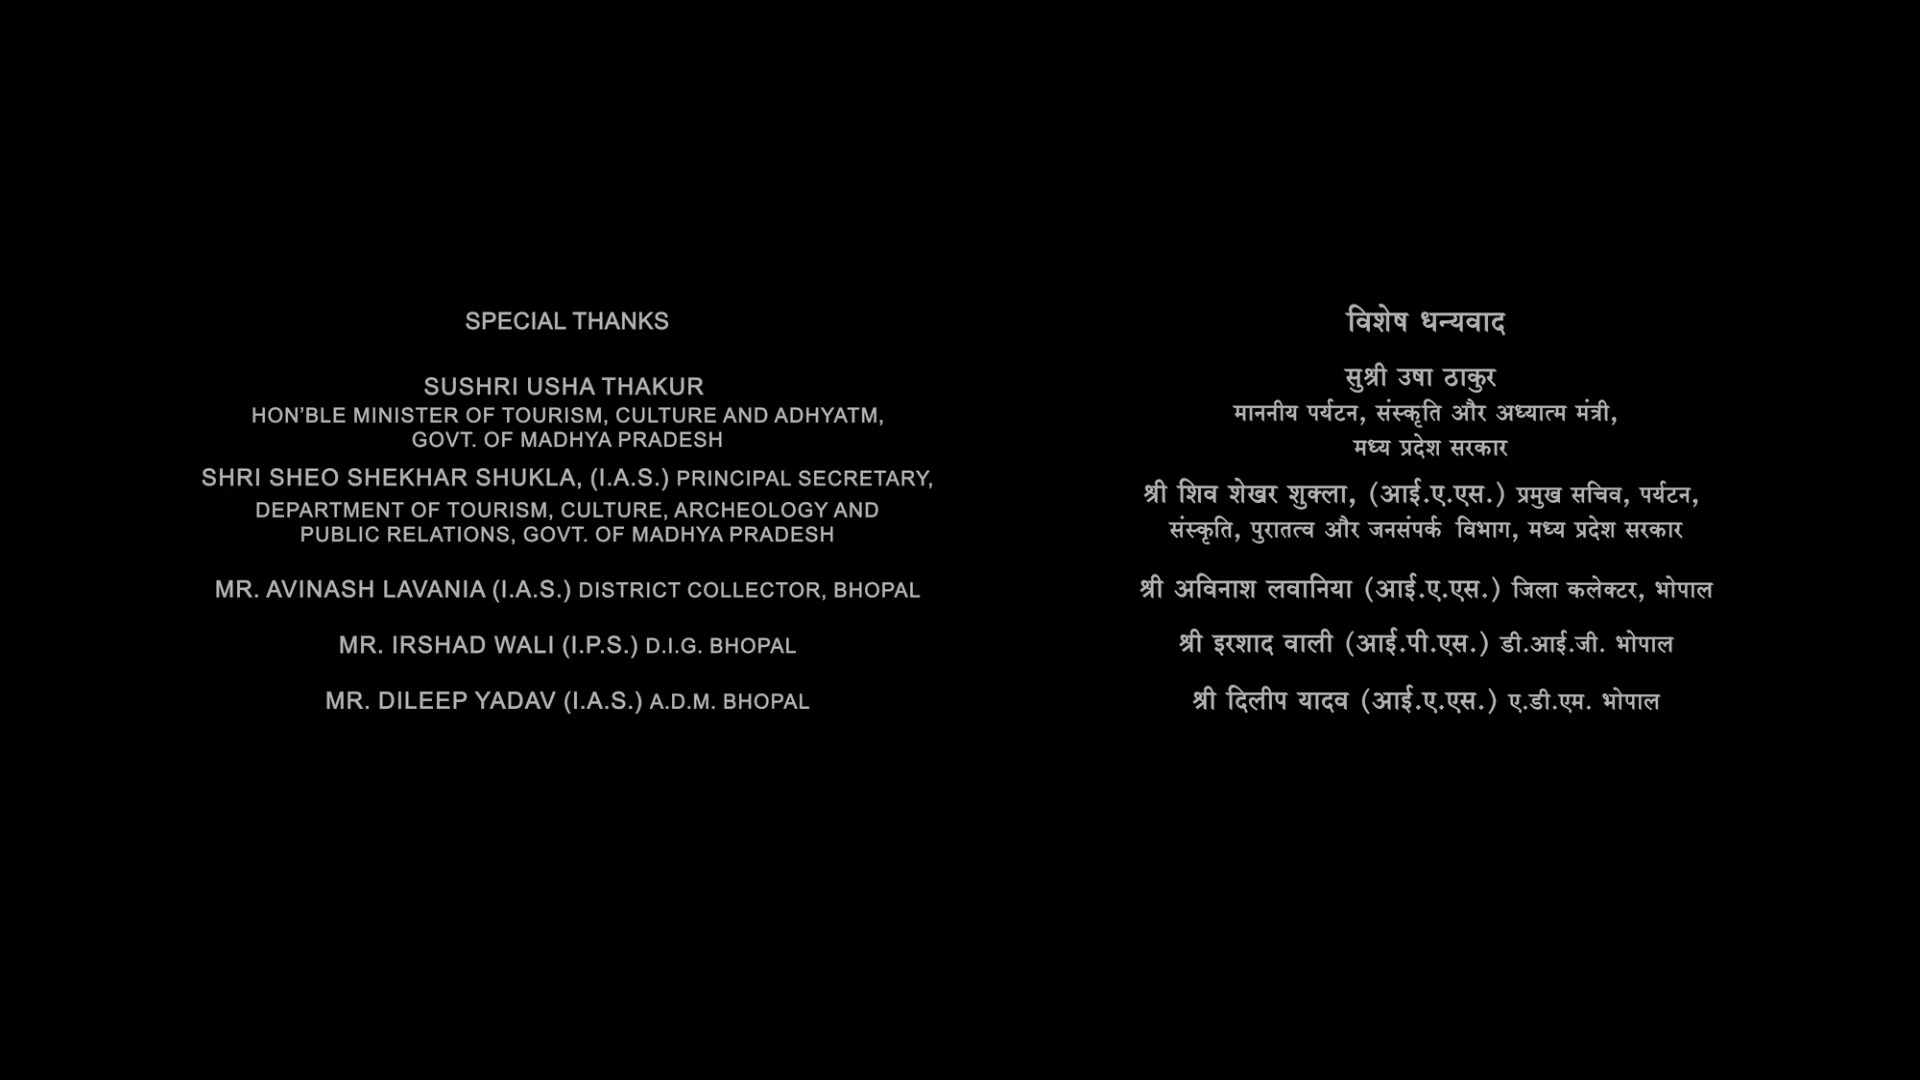 SPECIAL THANKS
SUSHRI USHA THAKUR
HON'BLE MINISTER OF TOURISM, CULTURE AND ADHYATM,
GOVT. OF MADHYA PRADESH
SHRI SHEO SHEKHAR SHUKLA, (I.A.S.) PRINCIPAL SECRETARY,
DEPARTMENT OF TOURISM, CULTURE, ARCHEOLOGY AND
PUBLIC RELATIONS, GOVT. OF MADHYA PRADESH
MR. AVINASH LAVANIA (I.A.S.) DISTRICT COLLECTOR, BHOPAL
MR. IRSHAD WALI (I.P.S.) D.I.G. BHOPAL
MR. DILEEP YADAV (I.A.S.) A.D.M. BHOPAL
विशेष धन्यवाद
सुश्री उषा ठाकुर
माननीय पर्यटन, संस्कृति और अध्यात्म मंत्री,
मध्य प्रदेश सरकार
श्री शिव शेखर शुक्ला, (आई.ए.एस.) प्रमुख सचिव, पर्यटन,
संस्कृति, पुरातत्व और जनसंपर्क विभाग, मध्य प्रदेश सरकार
श्री अविनाश लवानिया (आई.ए.एस.) जिला कलेक्टर, भोपाल
श्री इरशाद वाली (आई.पी.एस.) डी.आई.जी. भोपाल
श्री दिलीप यादव (आई.ए.एस.) ए.डी.एम. भोपाल